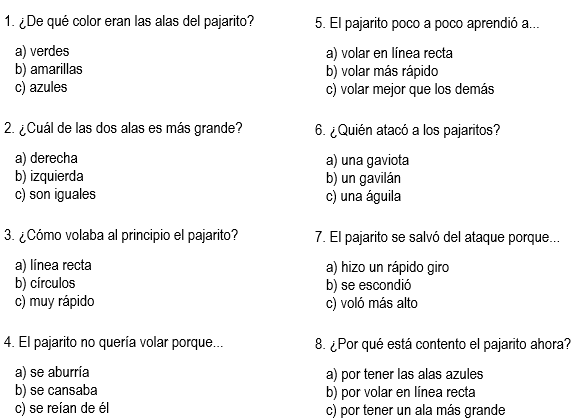 1. ¿De qué color eran las alas del pajarito?
a) verdes
b) amarillas
c) azules
2. ¿Cuál de las dos alas es más grande?
a) derecha
b) izquierda
c) son iguales
3. ¿Cómo volaba al principio el pajarito?
a) línea recta
b) círculos
c) muy rápido
4. El pajarito no quería volar porque...
a) se aburría
b) se cansaba
c) se reían de él
5. El pajarito poco a poco aprendió a...
a) volar en línea recta
b) volar más rápido
c) volar mejor que los demás
6. ¿Quién atacó a los pajaritos?
a) una gaviota
b) un gavilán
c) una águila
7. El pajarito se salvó del ataque porque...
a) hizo un rápido giro
b) se escondió
c) voló más alto
8. ¿Por qué está contento el pajarito ahora?
a) por tener las alas azules
b) por volar en línea recta
c) por tener un ala más grande